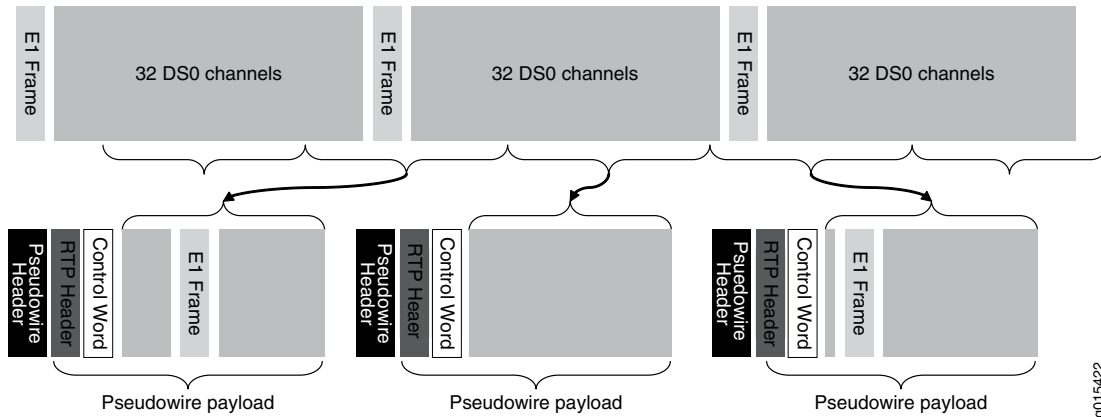 E1 Frame
32 DS0 channels
E1 Frame
32 DS0 channels
E1 Frame
32 DS0 channels
Pseudowire
Header
RTP Header
Control Word
E1 Frame
Pseudowire
Header
RTP Heaer
Control Word
Psuedowire
Header
RTP Header
Control Word
E1 Frame
Pseudowire payload
Pseudowire payload
Pseudowire payload
g015422